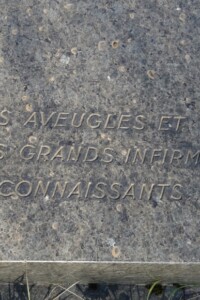 S AVEUGLES ET
S GRANDS INFIRM
CONNAISSANTS